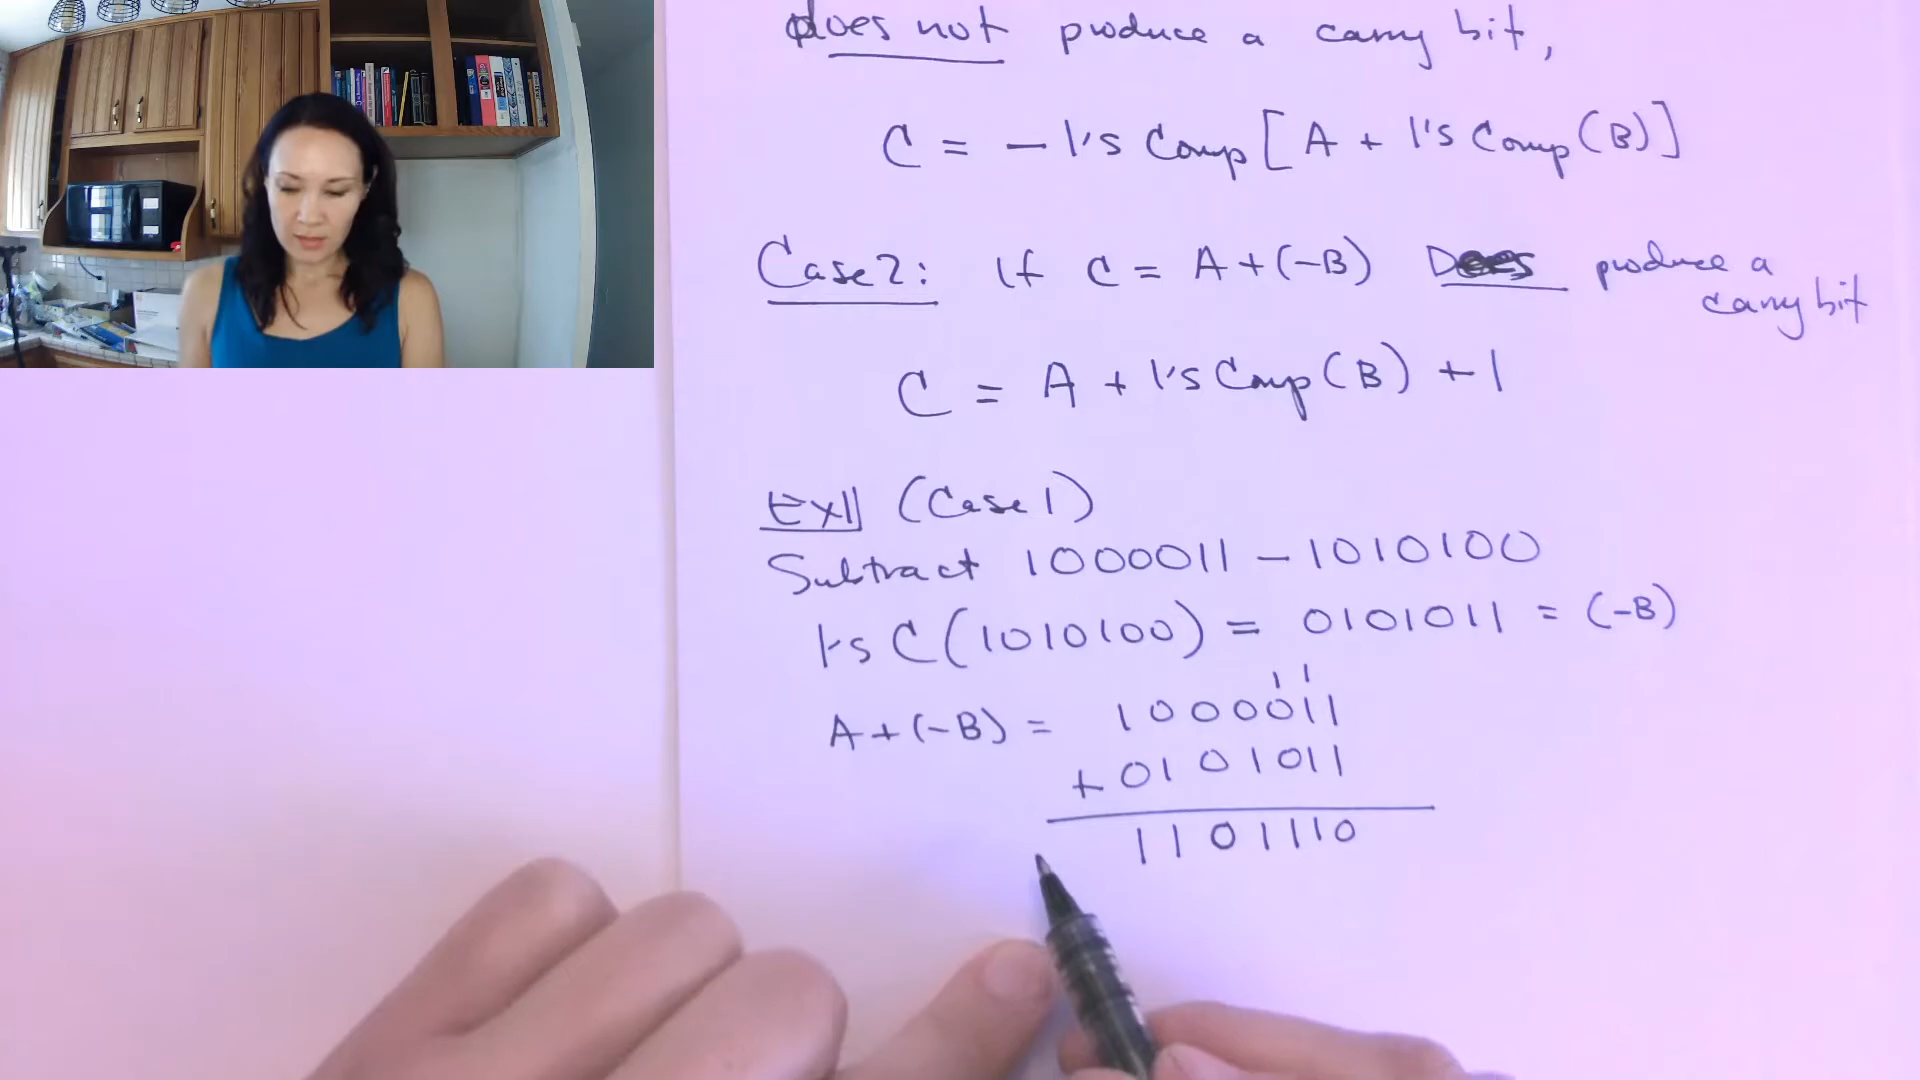 does not produce a carry bit,
C = - 1's Comp [A + 1's Comp (B)]
Case 2: If C = A + (-B) Does produce a
carry bit
C = A + 1's Comp (B) + 1
Ex 1 (Case 1)
Subtract 1000011 - 1010100
1's C (1010100) = 0101011 = (-B)
1 1
A + (-B) = 1000011
+ 0101011
1101110